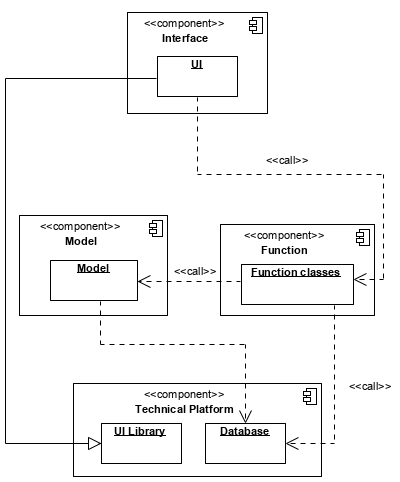 <<component>>
Interface
UI
<<call>>
<<component>>
Model
Model
<<call>>
<<component>>
Function
Function classes
<<call>>
<<component>>
Technical Platform
UI Library
Database